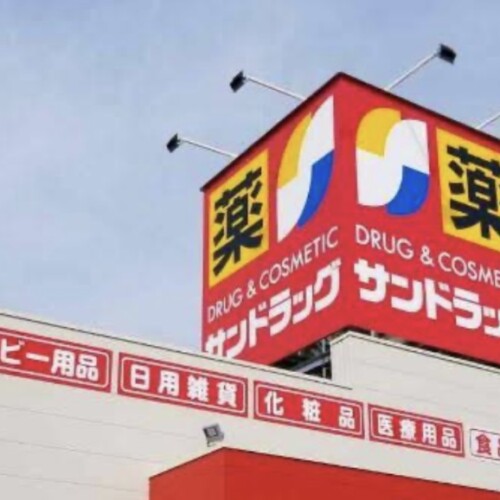 薬
DRUG & COSMETIC
サンドラッグ
薬
DRUG & COSME
サンドラッグ
ビー用品
日用雑貨
化粧品
医療用品
食